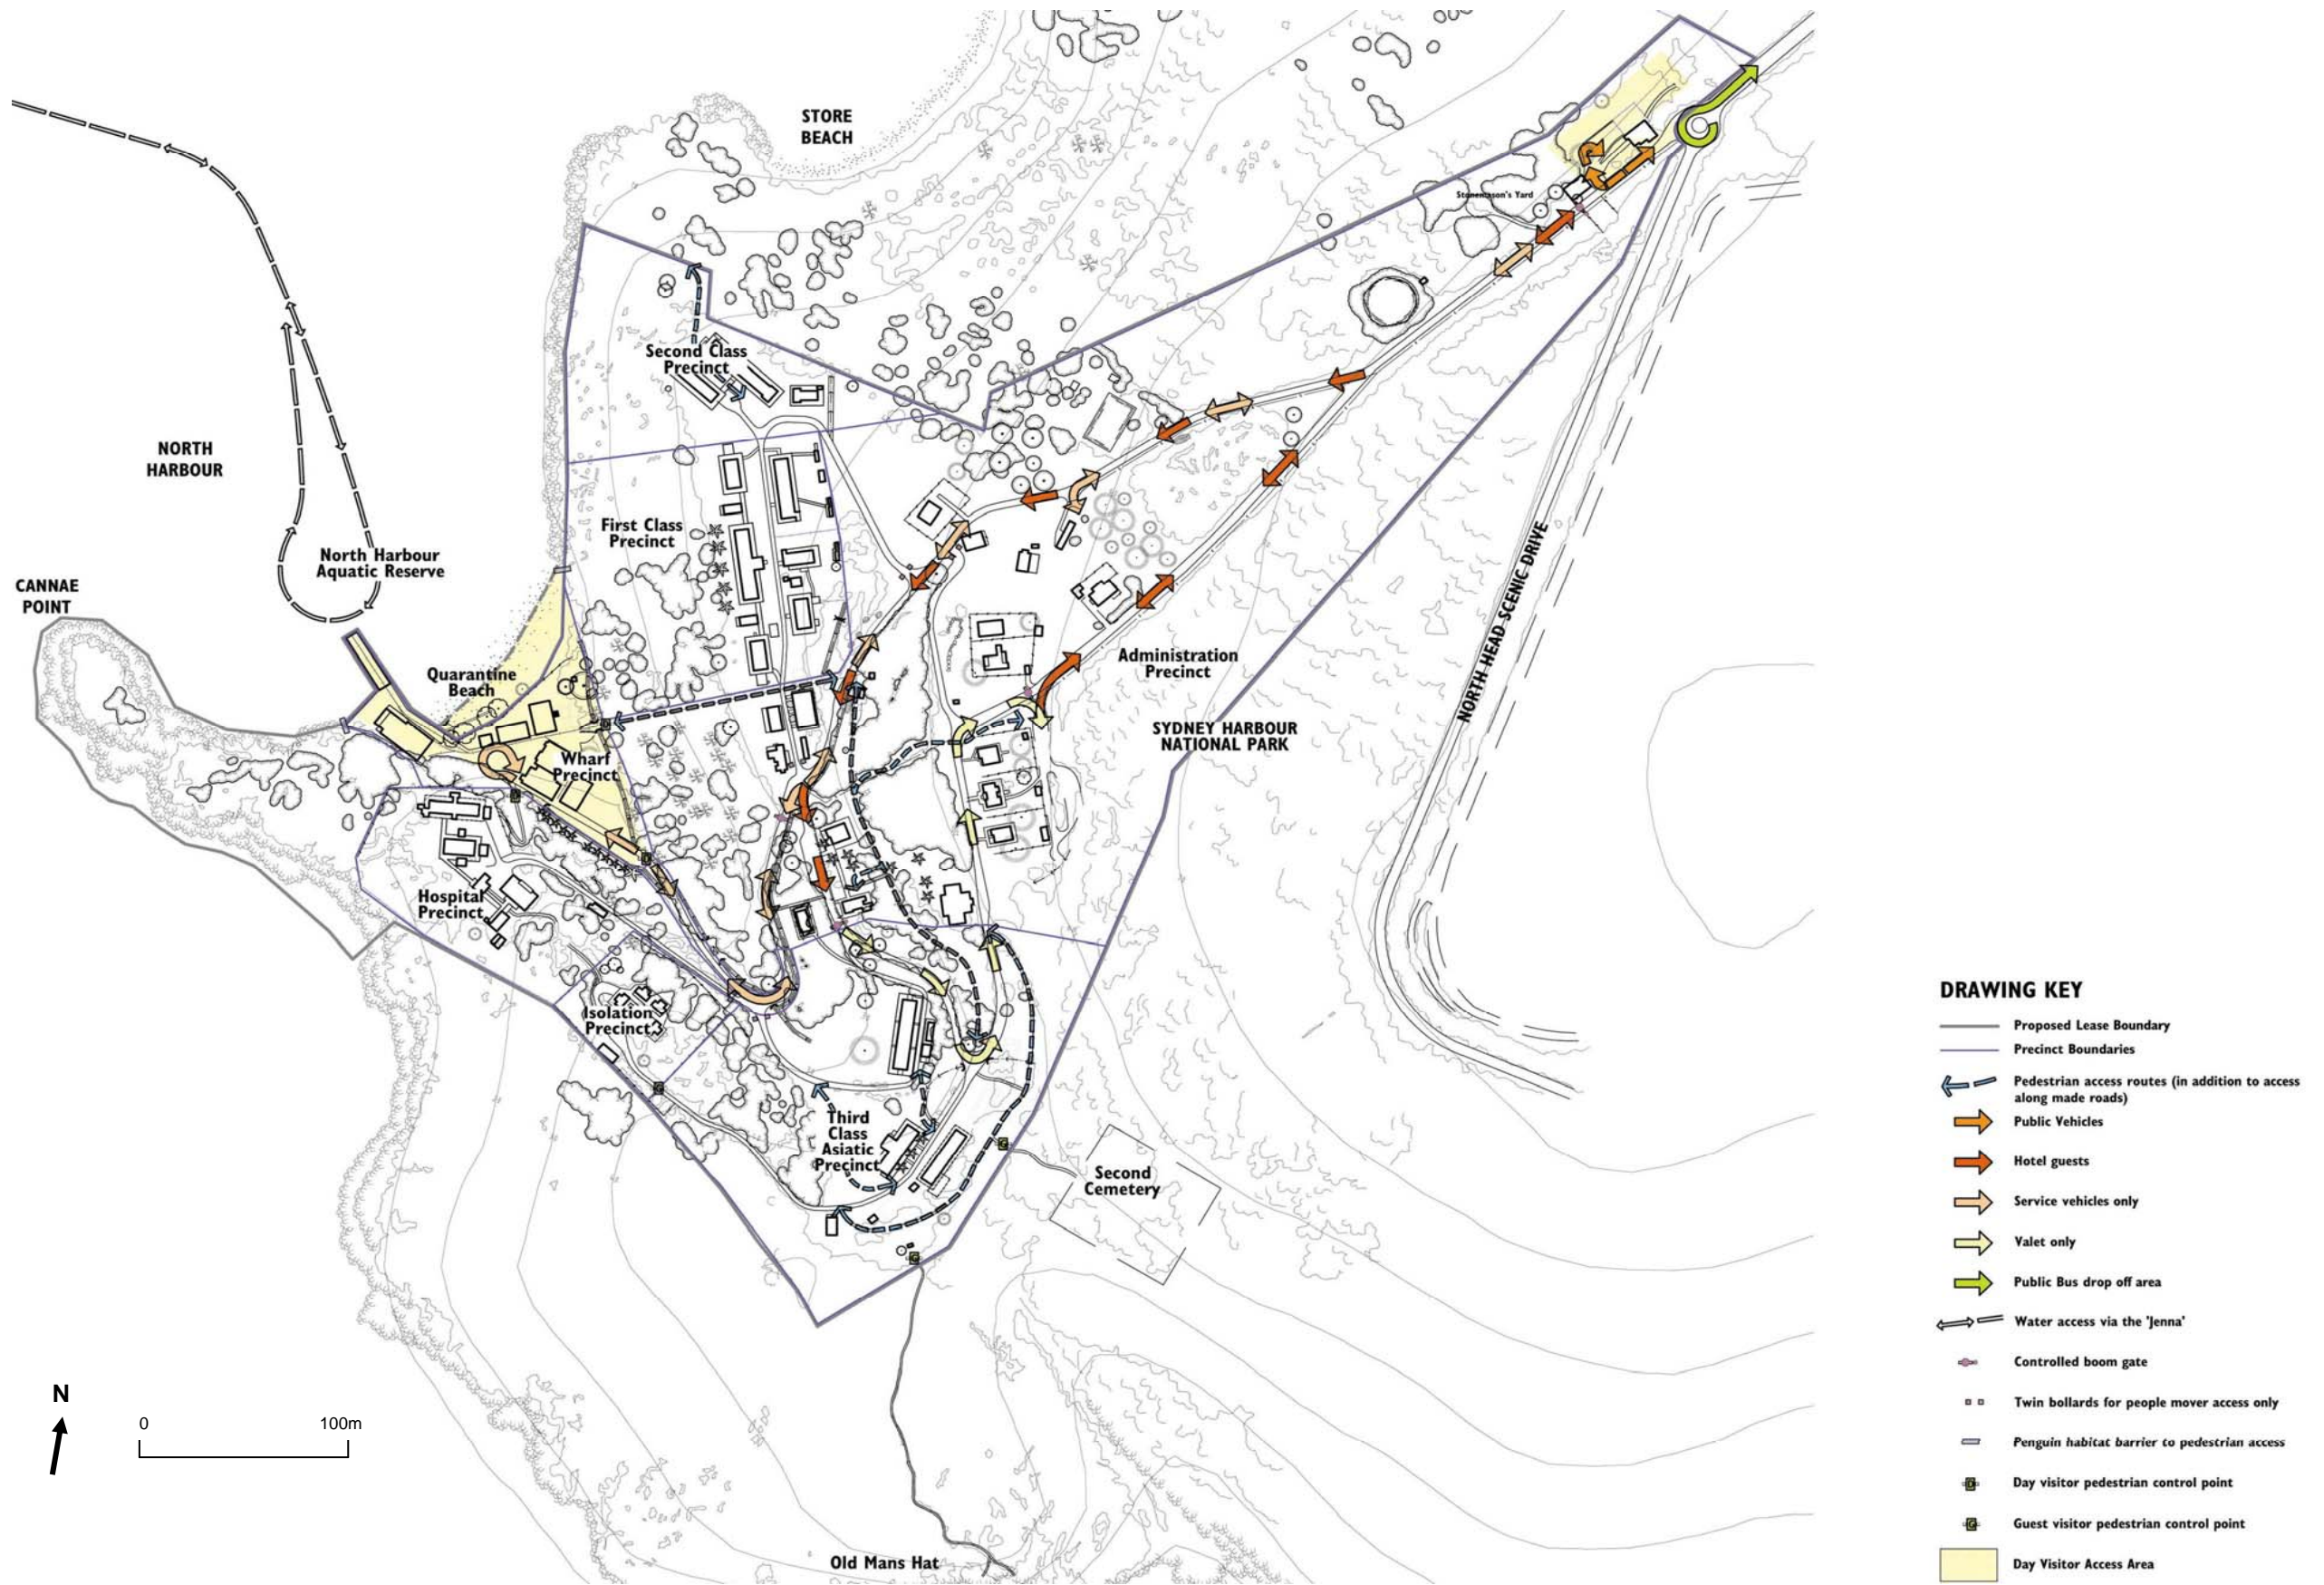 STORE
BEACH
Stonemason's Yard
Second Class
Precinct
NORTH
HARBOUR
First Class
Precinct
North Harbour
Aquatic Reserve
CANNAE
POINT
NORTH HEAD SCENIC DRIVE
Quarantine
Beach
Administration
Precinct
SYDNEY HARBOUR
NATIONAL PARK
Wharf
Precinct
Hospital
Precinct
Isolation
Precinct
Third
Class
Asiatic
Precinct
Second
Cemetery
Old Mans Hat
N
0 100m
DRAWING KEY
Proposed Lease Boundary
Precinct Boundaries
Pedestrian access routes (in addition to access
along made roads)
Public Vehicles
Hotel guests
Service vehicles only
Valet only
Public Bus drop off area
Water access via the 'Jenna'
Controlled boom gate
Twin bollards for people mover access only
Penguin habitat barrier to pedestrian access
Day visitor pedestrian control point
Guest visitor pedestrian control point
Day Visitor Access Area